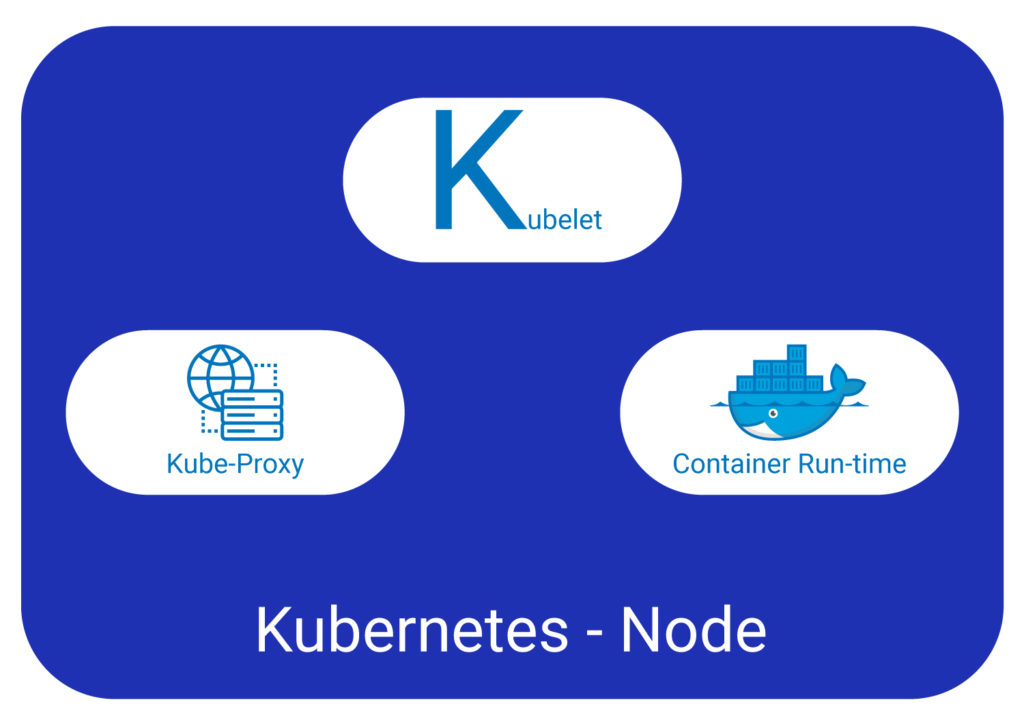 Kubelet
Kube-Proxy
Container Run-time
Kubernetes - Node